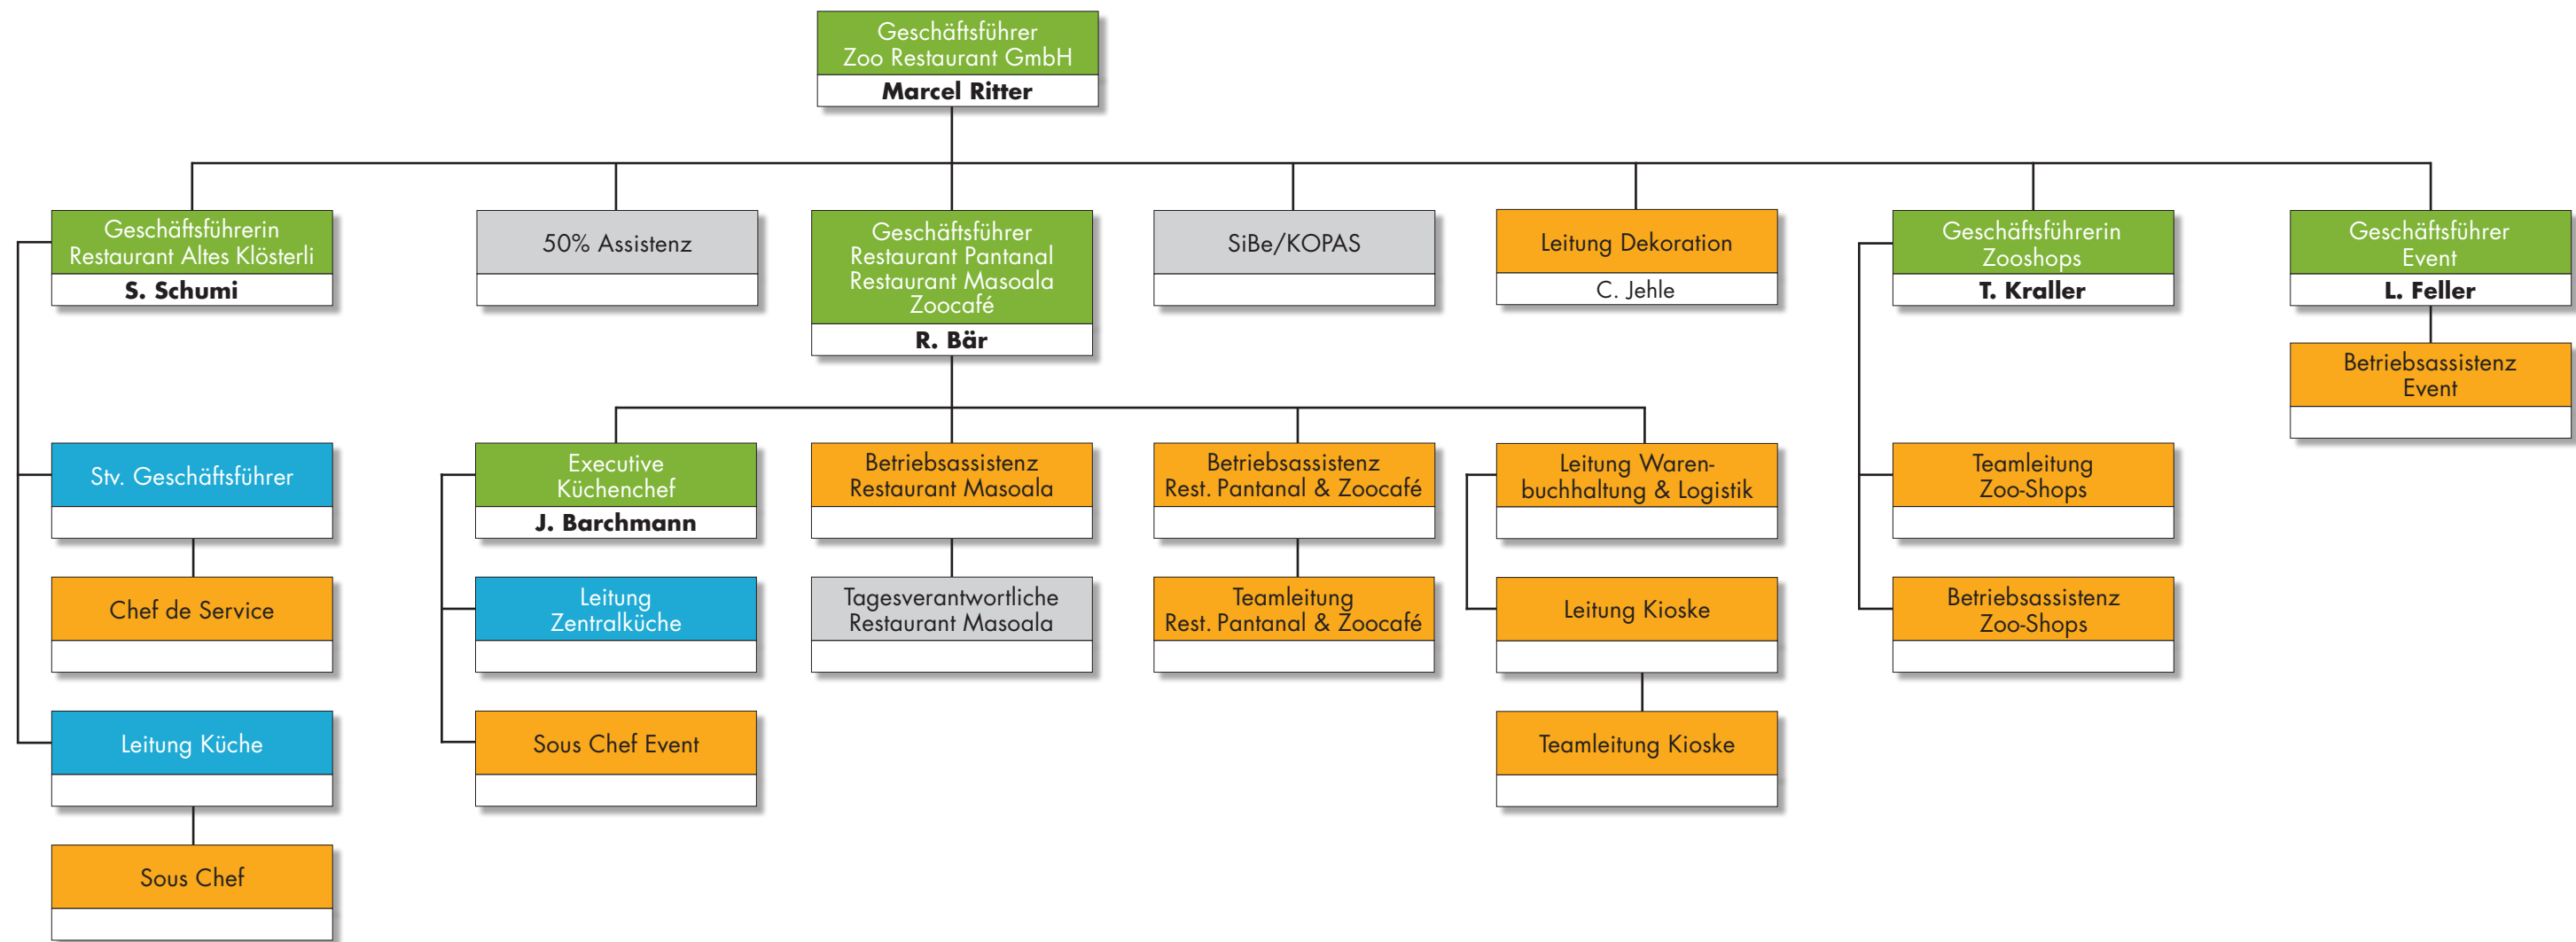 Geschäftsführer
Zoo Restaurant GmbH
Marcel Ritter
Geschäftsführerin
Restaurant Altes Klösterli
S. Schumi
50% Assistenz
Geschäftsführer
Restaurant Pantanal
Restaurant Masoala
Zoocafé
R. Bär
SiBe/KOPAS
Leitung Dekoration
C. Jehle
Geschäftsführerin
Zooshops
T. Kraller
Geschäftsführer
Event
L. Feller
Betriebsassistenz
Event
Stv. Geschäftsführer
Executive
Küchenchef
J. Barchmann
Betriebsassistenz
Restaurant Masoala
Betriebsassistenz
Rest. Pantanal & Zoocafé
Leitung Waren-
buchhaltung & Logistik
Teamleitung
Zoo-Shops
Chef de Service
Leitung
Zentralküche
Tagesverantwortliche
Restaurant Masoala
Teamleitung
Rest. Pantanal & Zoocafé
Leitung Kioske
Betriebsassistenz
Zoo-Shops
Leitung Küche
Sous Chef Event
Teamleitung Kioske
Sous Chef